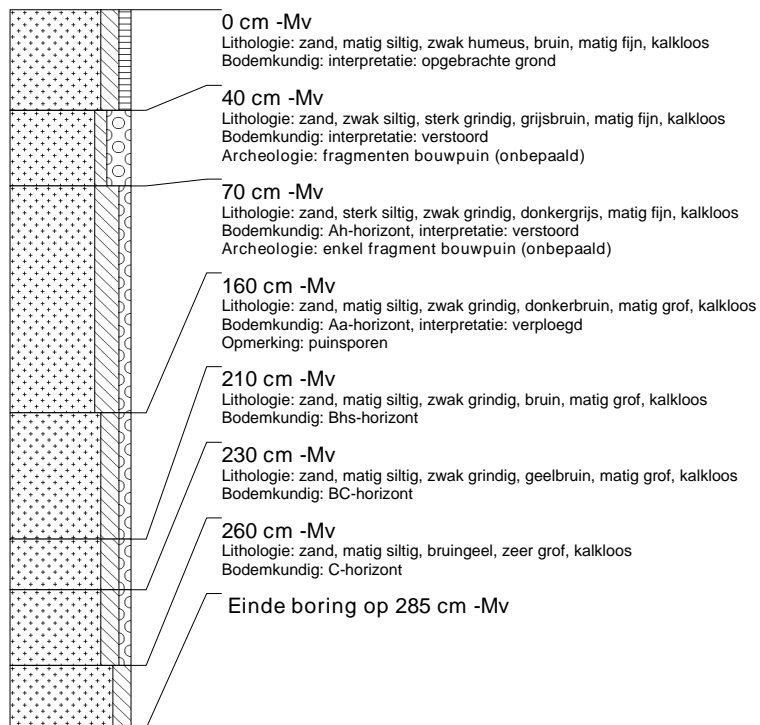 0 cm -Mv
Lithologie: zand, matig siltig, zwak humeus, bruin, matig fijn, kalkloos
Bodemkundig: interpretatie: opgebrachte grond
40 cm -Mv
Lithologie: zand, zwak siltig, sterk grindig, grijsbruin, matig fijn, kalkloos
Bodemkundig: interpretatie: verstoord
Archeologie: fragmenten bouwpuin (onbepaald)
70 cm -Mv
Lithologie: zand, sterk siltig, zwak grindig, donkergrijs, matig fijn, kalkloos
Bodemkundig: Ah-horizont, interpretatie: verstoord
Archeologie: enkel fragment bouwpuin (onbepaald)
160 cm -Mv
Lithologie: zand, matig siltig, zwak grindig, donkerbruin, matig grof, kalkloos
Bodemkundig: Aa-horizont, interpretatie: verploegd
Opmerking: puinsporen
210 cm -Mv
Lithologie: zand, matig siltig, zwak grindig, bruin, matig grof, kalkloos
Bodemkundig: Bhs-horizont
230 cm -Mv
Lithologie: zand, matig siltig, zwak grindig, geelbruin, matig grof, kalkloos
Bodemkundig: BC-horizont
260 cm -Mv
Lithologie: zand, matig siltig, bruingeel, zeer grof, kalkloos
Bodemkundig: C-horizont
Einde boring op 285 cm -Mv